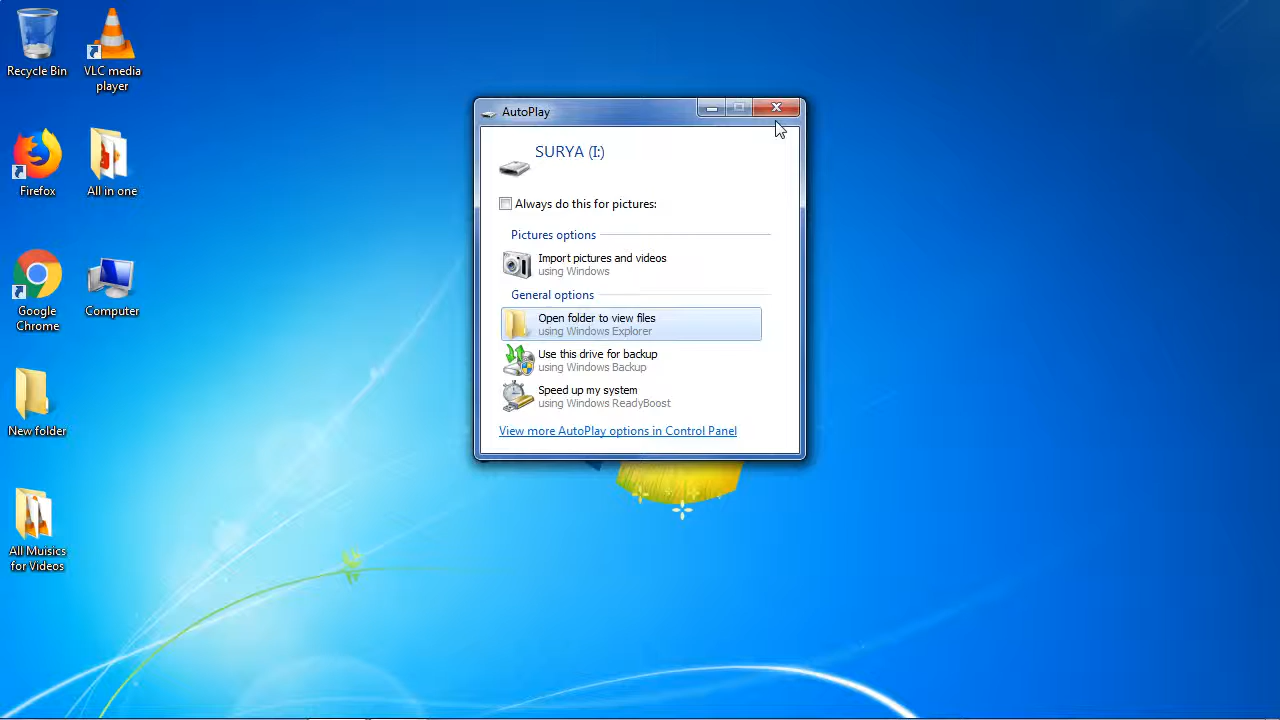 Recycle Bin
VLC media
player
Firefox
All in one
Google
Chrome
Computer
New folder
All Muisics
for Videos
AutoPlay
SURYA (I:)
Always do this for pictures:
Pictures options
Import pictures and videos
using Windows
General options
Open folder to view files
using Windows Explorer
Use this drive for backup
using Windows Backup
Speed up my system
using Windows ReadyBoost
View more AutoPlay options in Control Panel